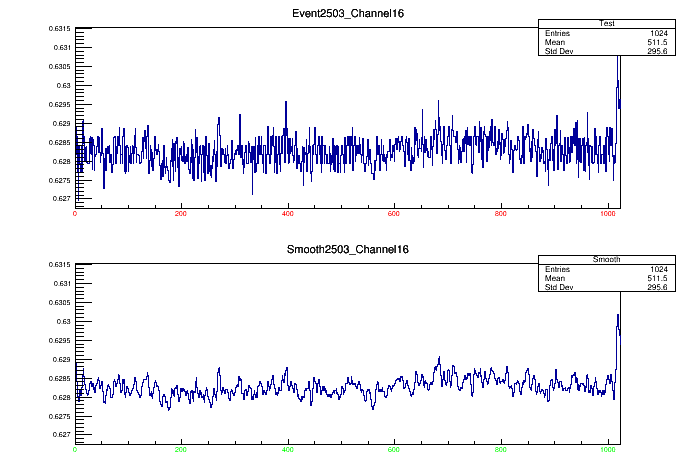 Event2503_Channel16
Test
Entries 1024
Mean 511.5
Std Dev 295.6
0.6315
0.631
0.6305
0.63
0.6295
0.629
0.6285
0.628
0.6275
0.627
0 200 400 600 800 1000
Smooth2503_Channel16
Smooth
Entries 1024
Mean 511.5
Std Dev 295.6
0.6315
0.631
0.6305
0.63
0.6295
0.629
0.6285
0.628
0.6275
0.627
0 200 400 600 800 1000